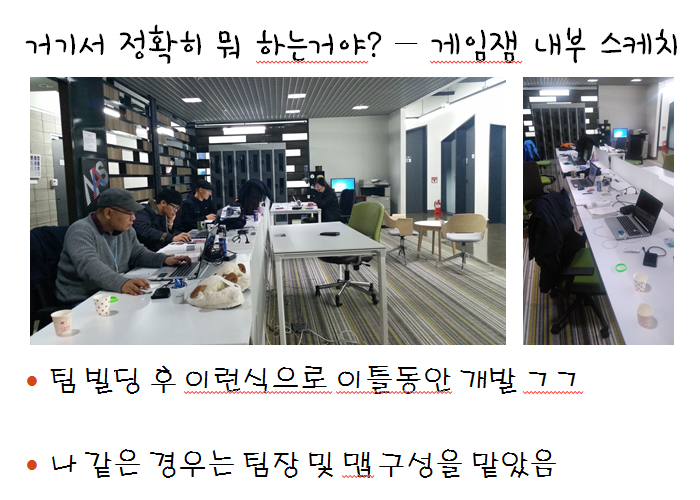 거기서 정확히 뭐 하는거야? – 게임잼 내부 스케치
• 팀 빌딩 후 이런식으로 이틀동안 개발 ㄱㄱ
• 나 같은 경우는 팀장 및 맵 구성을 맡았음